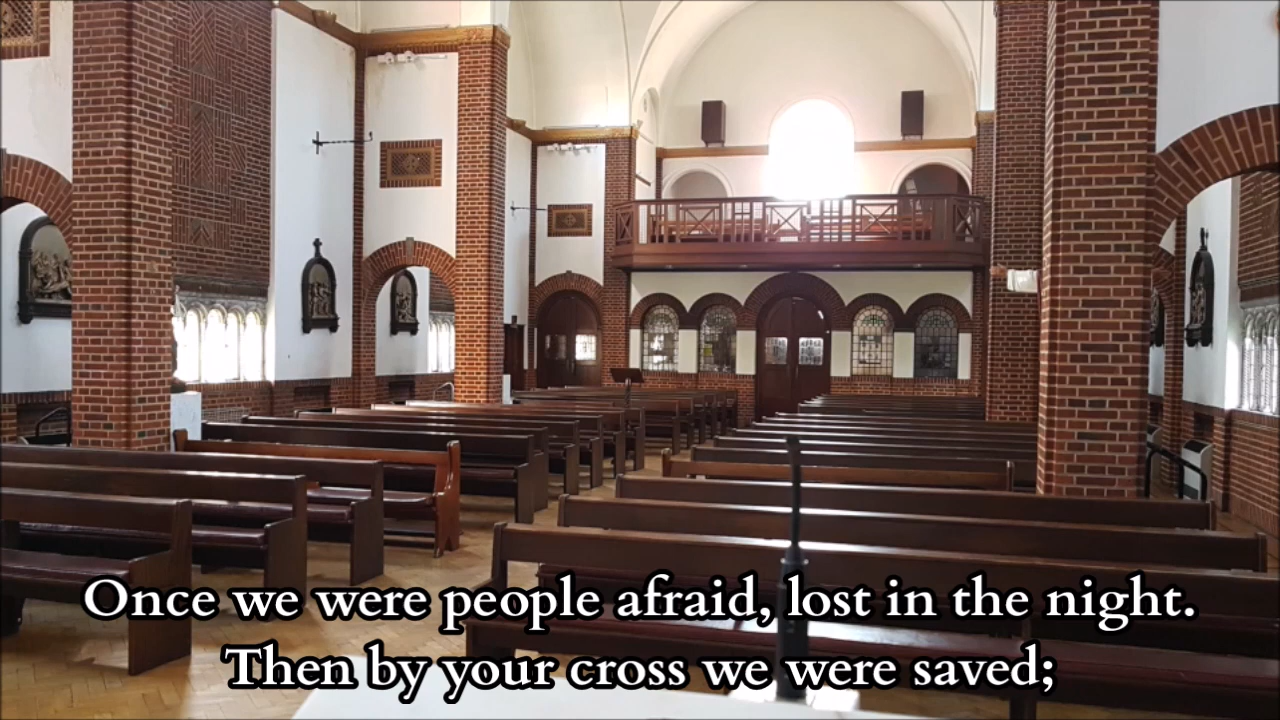 Once we were people afraid, lost in the night.
Then by your cross we were saved;